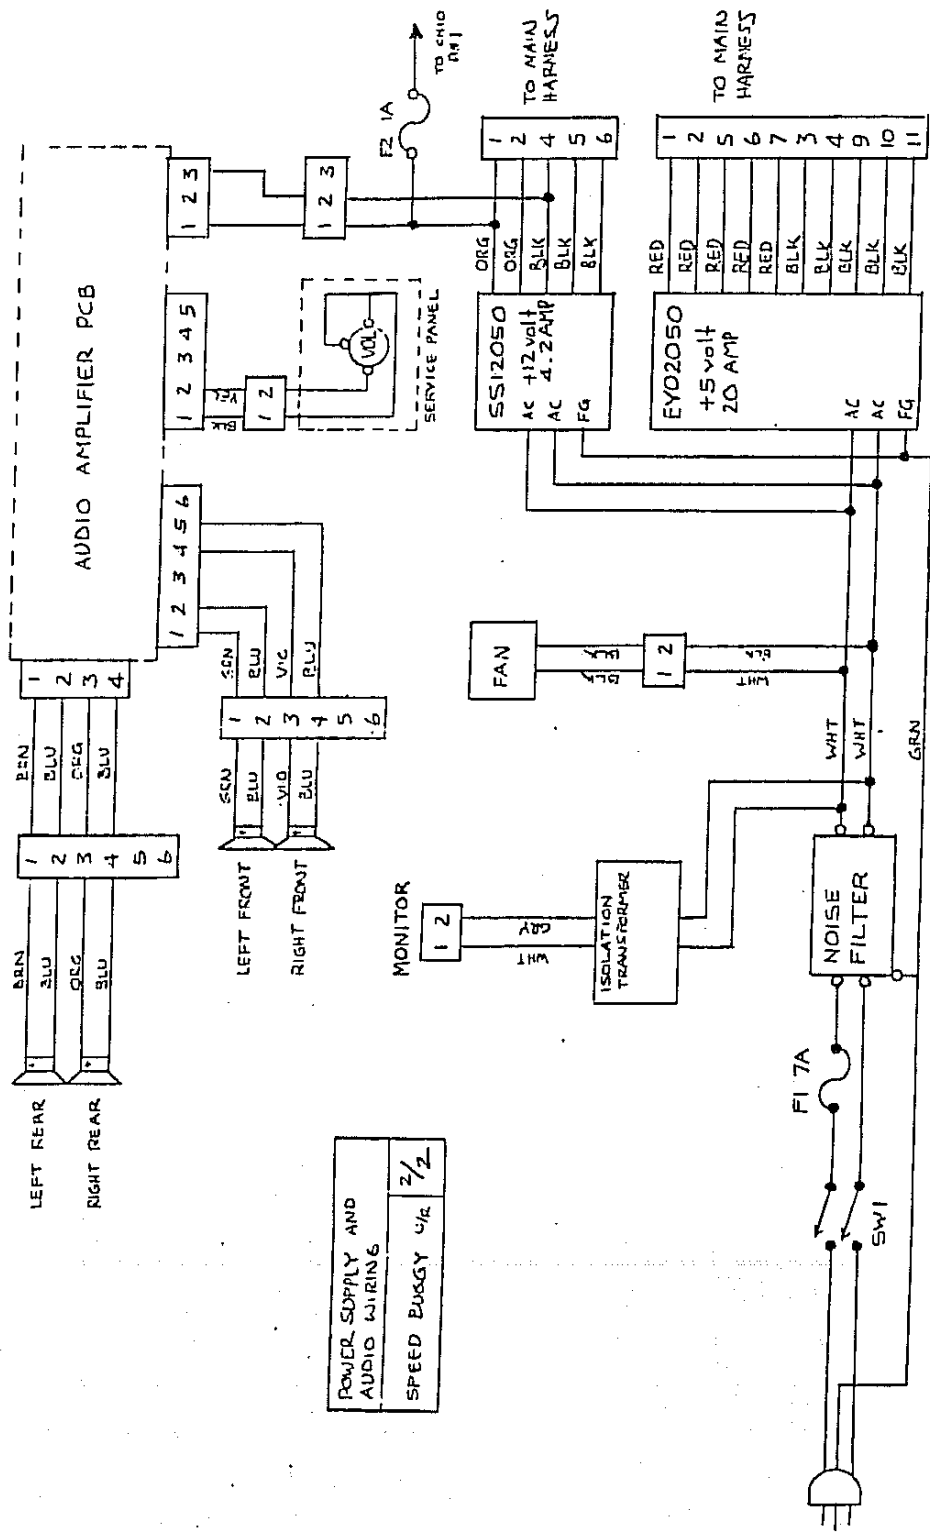 LEFT REAR
RIGHT REAR
BRN
BLU
ORG
BLU
1
2
3
4
5
6
BLU
BLU
1
2
3
4
AUDIO AMPLIFIER PCB
1 2 3 4 5 6
1 2 3 4 5
1 2 3
LEFT FRONT
RIGHT FRONT
BLU
VIO
BLU
1
2
3
4
5
6
GRN
BLU
VIO
BLU
BLK
1 2
VOL
SERVICE PANEL
1 2 3
F2 1A
TO CH10
MONITOR
1 2
WHT
GRY
ISOLATION
TRANSFORMER
FAN
BLK
1 2
WHT
BLK
SS12050
+12 volt
4.2 AMP
AC
AC
FG
ORG
ORG
BLK
BLK
BLK
1
2
4
5
6
TO MAIN
HARNESS
EY02050
+5 volt
20 AMP
AC
AC
FG
RED
RED
RED
RED
RED
BLK
BLK
BLK
BLK
BLK
1
2
5
6
7
3
4
9
10
11
TO MAIN
HARNESS
SW1
F1 7A
NOISE
FILTER
WHT
WHT
GRN
POWER SUPPLY AND
AUDIO WIRING
SPEED BUGGY U/R 2/2